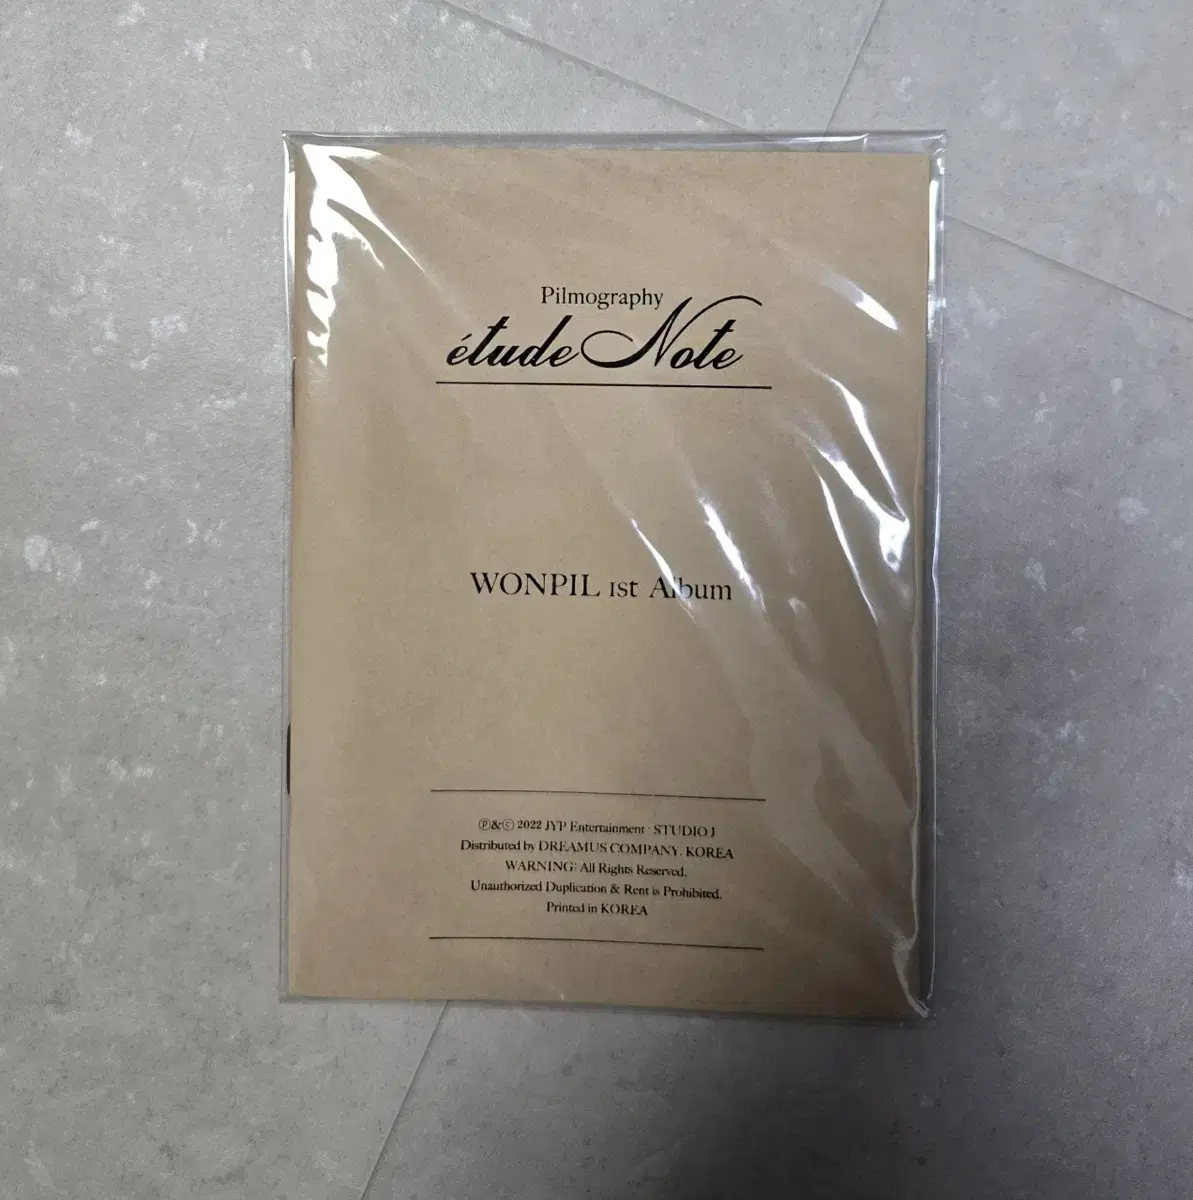 Pilmography
étude Note
WONPIL 1st Album
Ⓟ&ⓒ 2022 JYP Entertainment · STUDIO J
Distributed by DREAMUS COMPANY. KOREA
WARNING: All Rights Reserved.
Unauthorized Duplication & Rent is Prohibited.
Printed in KOREA